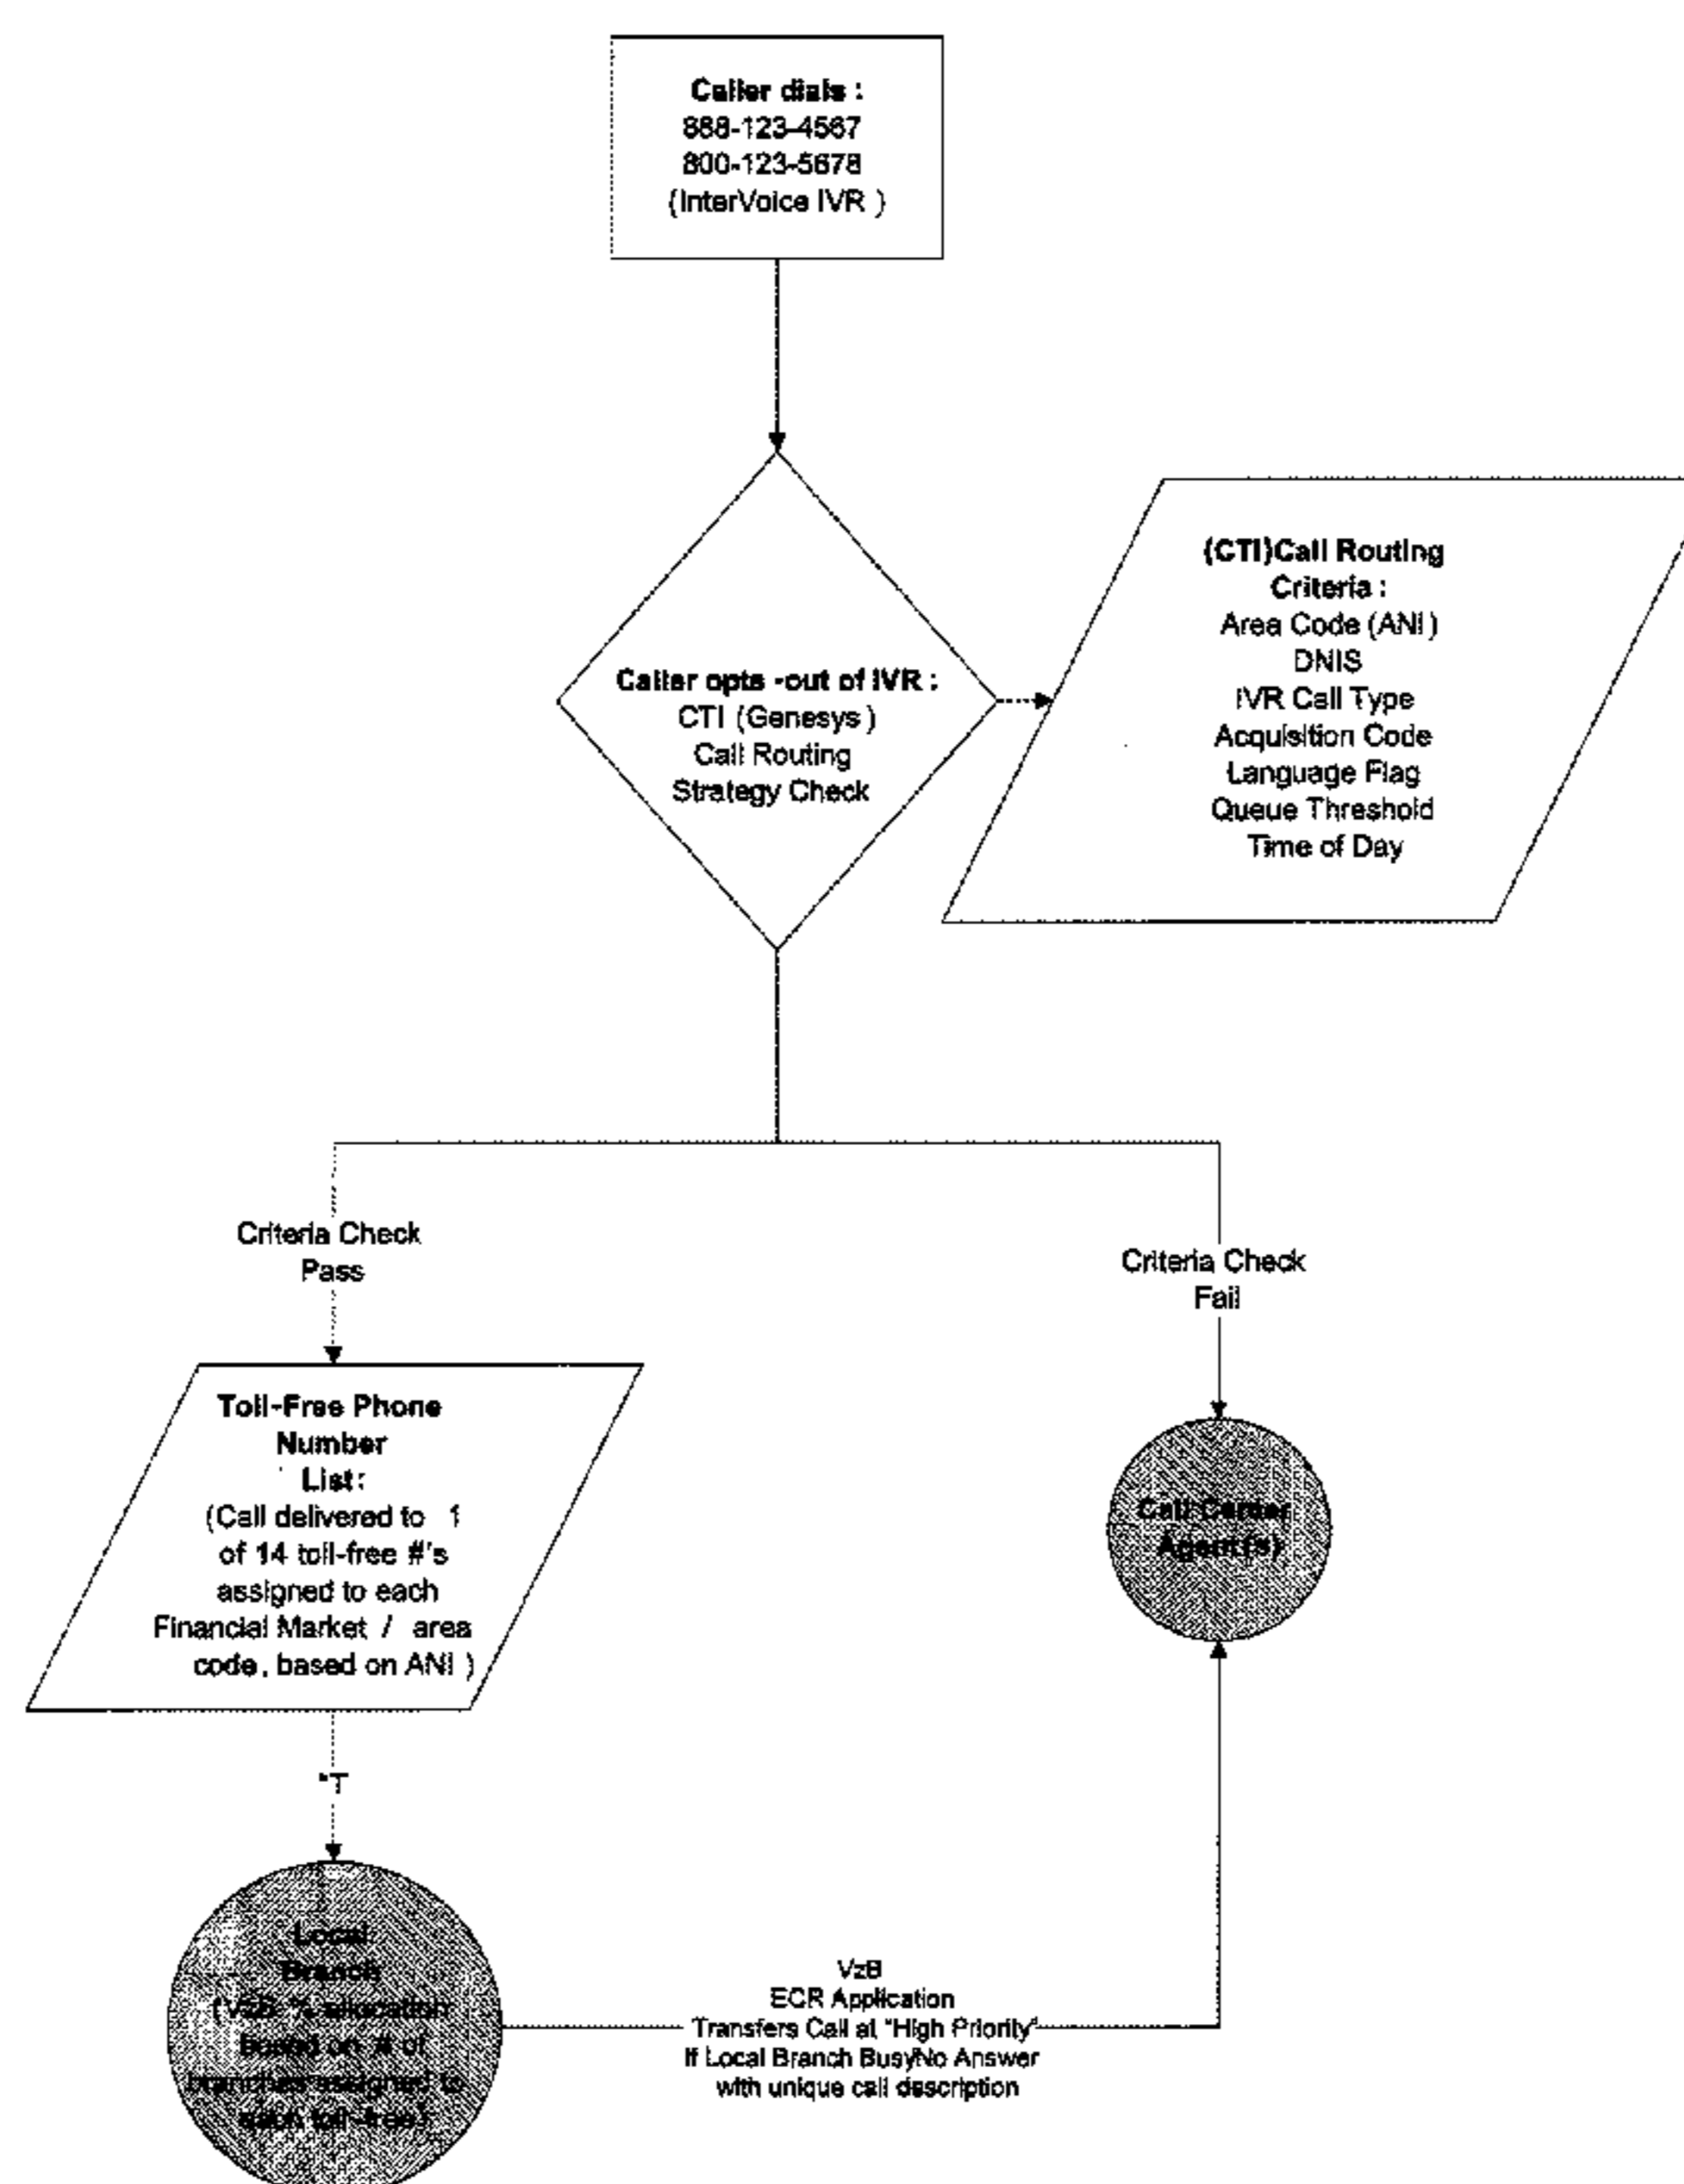 Caller dials :
888-123-4567
800-123-5678
(InterVoice IVR )
Caller opts -out of IVR :
CTI (Genesys )
Call Routing
Strategy Check
(CTI)Call Routing
Criteria :
Area Code (ANI )
DNIS
IVR Call Type
Acquisition Code
Language Flag
Queue Threshold
Time of Day
Criteria Check
Pass
Criteria Check
Fail
Toll-Free Phone
Number
List :
(Call delivered to 1
of 14 toll-free #'s
assigned to each
Financial Market / area
code, based on ANI )
Call Center
Agent(s)
*T
Local
Branch
(VzB % allocation
based on # of
branches assigned to
each toll-free)
VzB
ECR Application
Transfers Call at "High Priority"
If Local Branch Busy/No Answer
with unique call description